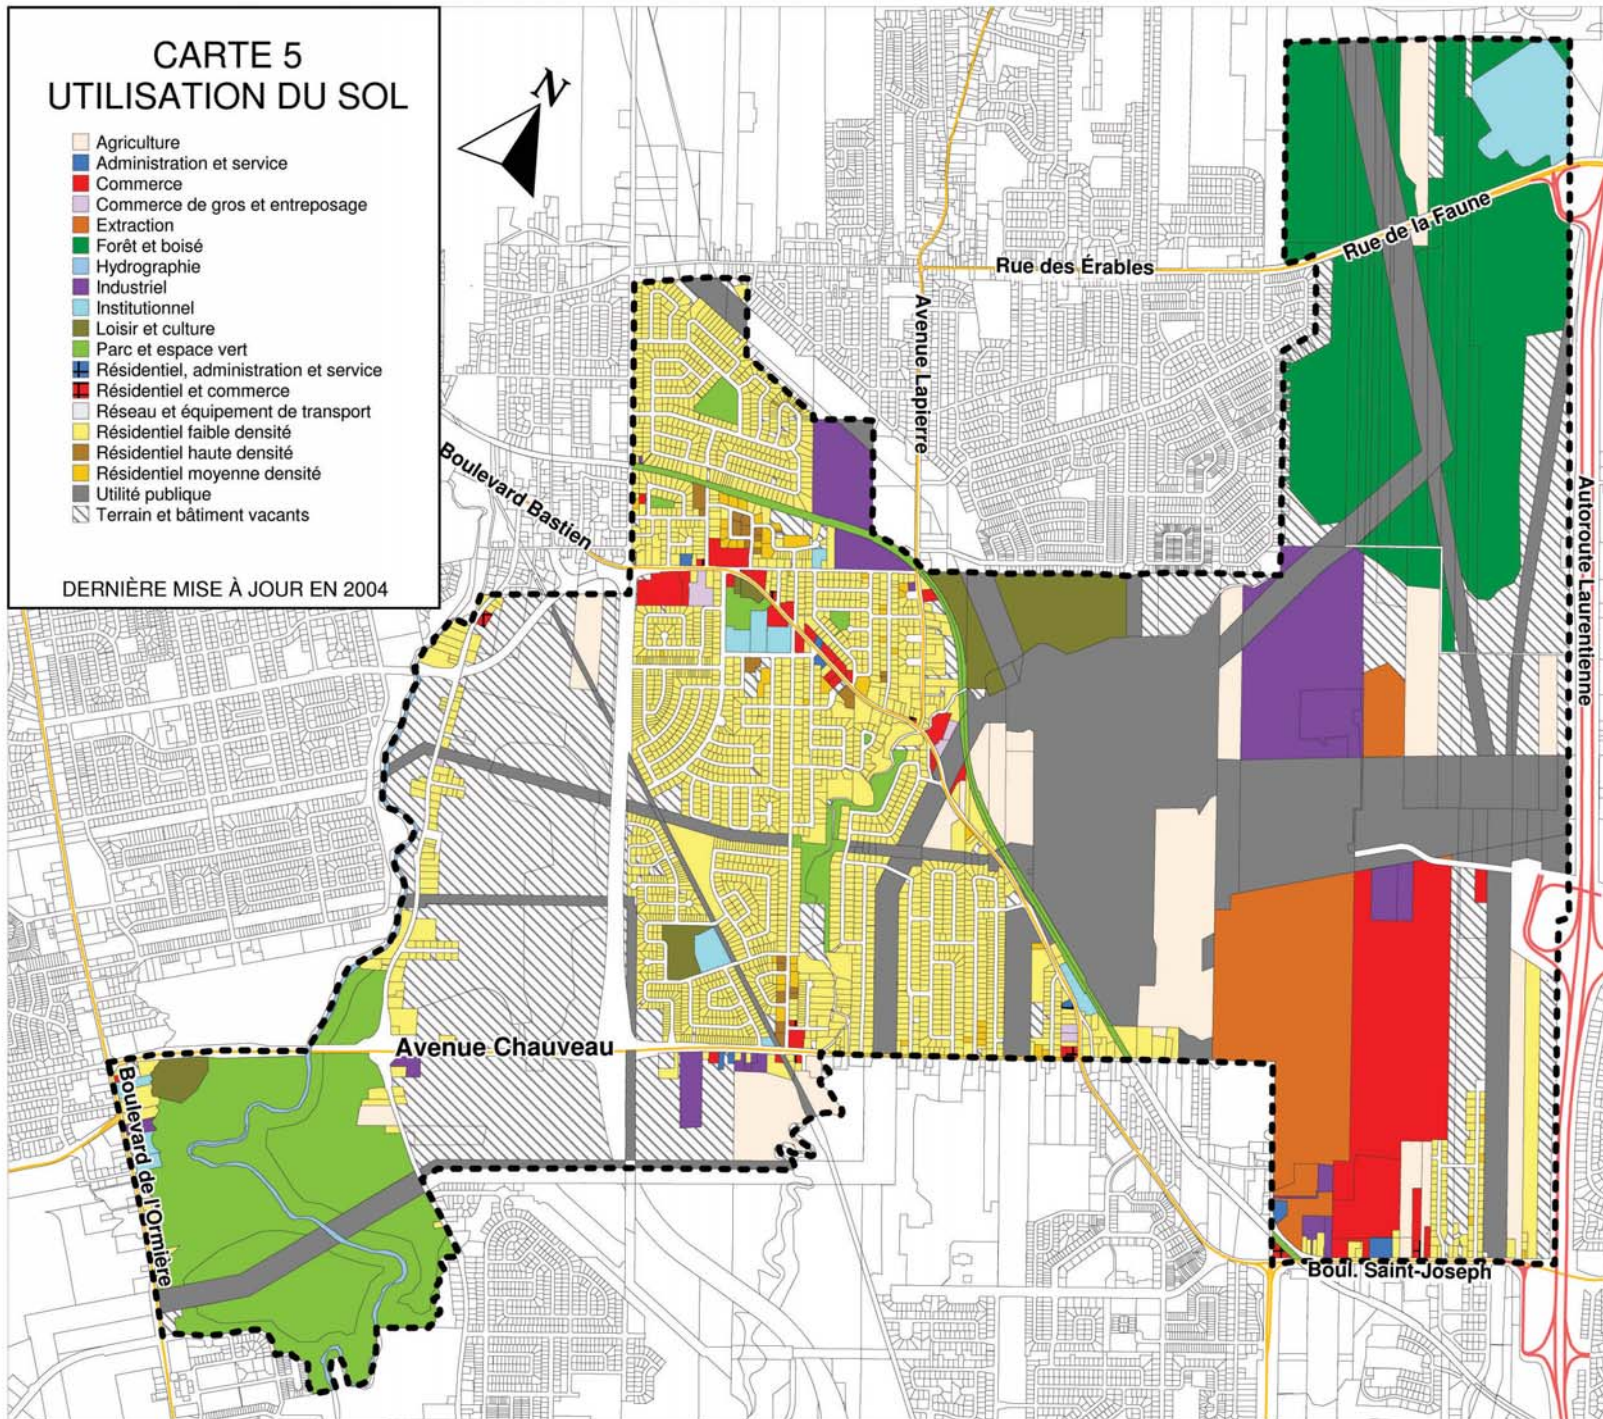 CARTE 5
UTILISATION DU SOL
Agriculture
Administration et service
Commerce
Commerce de gros et entreposage
Extraction
Forêt et boisé
Hydrographie
Industriel
Institutionnel
Loisir et culture
Parc et espace vert
Résidentiel, administration et service
Résidentiel et commerce
Réseau et équipement de transport
Résidentiel faible densité
Résidentiel haute densité
Résidentiel moyenne densité
Utilité publique
Terrain et bâtiment vacants
DERNIÈRE MISE À JOUR EN 2004
N
Rue de la Faune
Rue des Érables
Avenue Lapierre
Boulevard Bastien
Autoroute Laurentienne
Avenue Chauveau
Boulevard de l'Ormière
Boul. Saint-Joseph